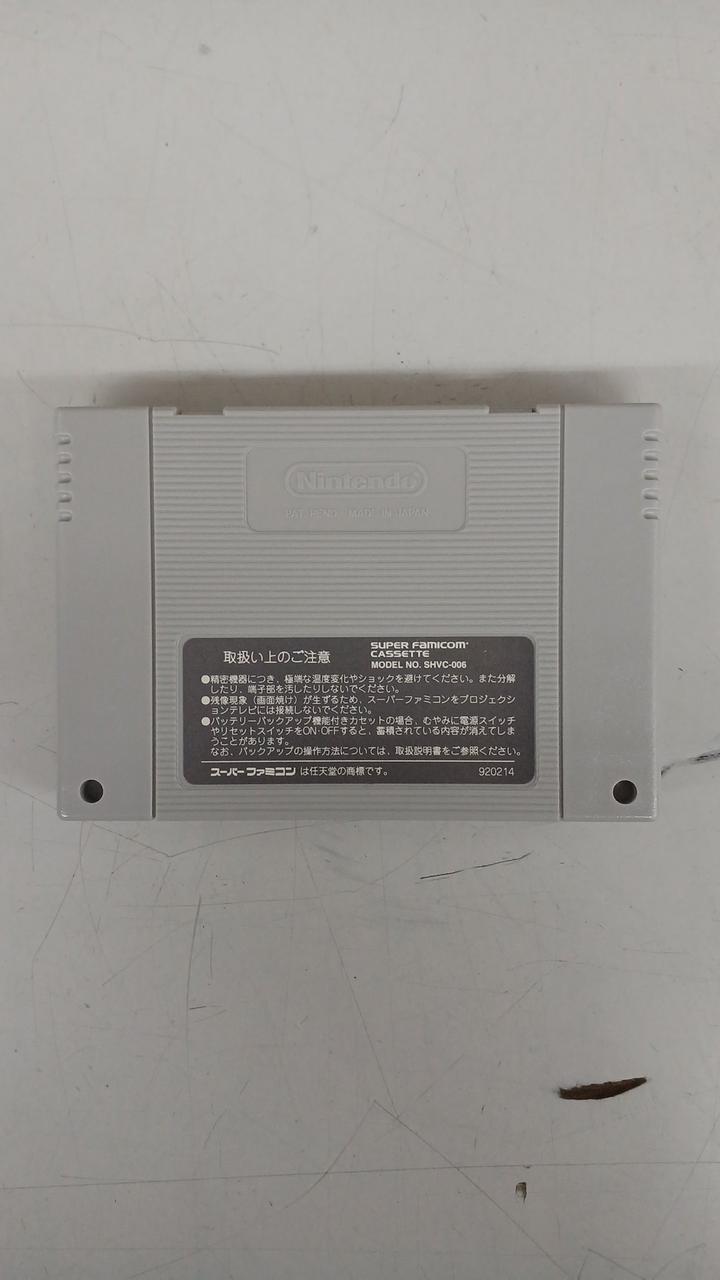 Nintendo
PAT. PEND. MADE IN JAPAN
取扱い上のご注意
SUPER FAMICOM
CASSETTE
MODEL NO. SHVC-006
●精密機器につき、極端な温度変化やショックを避けてください。また分解
したり、端子部を汚したりしないでください。
●残像現象（画面焼け）が生ずるため、スーパーファミコンをプロジェクシ
ョンテレビには接続しないでください。
●バッテリーバックアップ機能付きカセットの場合、むやみに電源スイッチ
やリセットスイッチをON・OFFすると、蓄積されている内容が消えてしま
うことがあります。
なお、バックアップの操作方法については、取扱説明書をご参照ください。
スーパーファミコン は任天堂の商標です。 920214